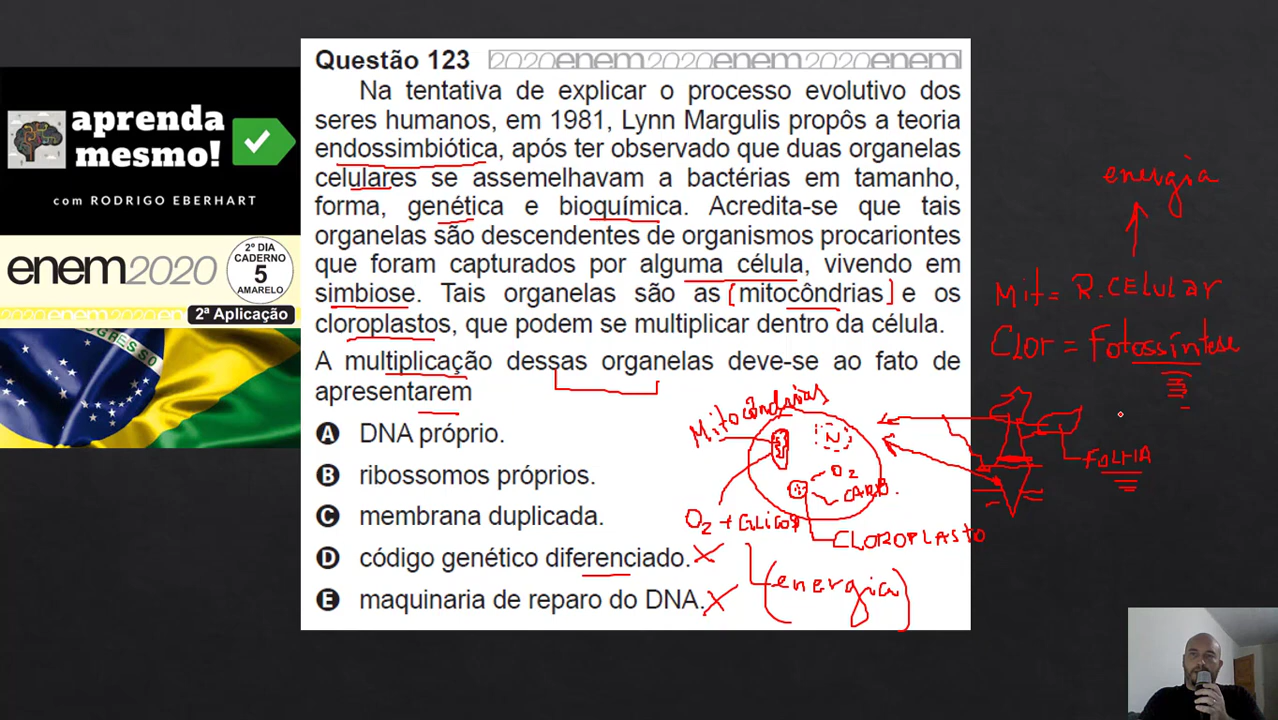 aprenda
mesmo!
com RODRIGO EBERHART
enem2020
2º DIA
CADERNO
5
AMARELO
2ª Aplicação
Questão 123
2020enem2020enem2020enem
Na tentativa de explicar o processo evolutivo dos
seres humanos, em 1981, Lynn Margulis propôs a teoria
endossimbiótica, após ter observado que duas organelas
celulares se assemelhavam a bactérias em tamanho,
forma, genética e bioquímica. Acredita-se que tais
organelas são descendentes de organismos procariontes
que foram capturados por alguma célula, vivendo em
simbiose. Tais organelas são as [mitocôndrias] e os
cloroplastos, que podem se multiplicar dentro da célula.
A multiplicação dessas organelas deve-se ao fato de
apresentarem
A DNA próprio.
B ribossomos próprios.
C membrana duplicada.
D código genético diferenciado.
E maquinaria de reparo do DNA.
Mitocôndrias
N
O2
CARB.
O2 + Glicos
CLOROPLASTO
(energia)
energia
Mit = R. CELULAR
Clor = Fotossíntese
FOLHA